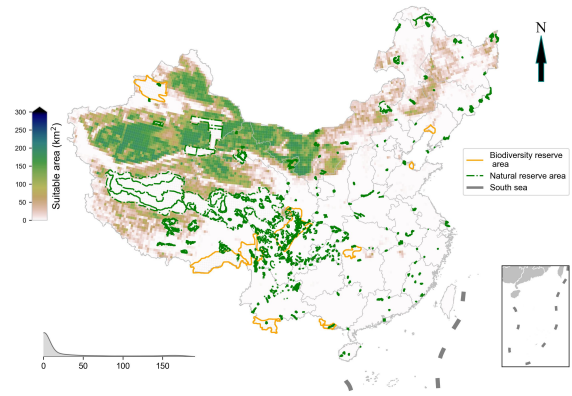 N
300
250
200
150
100
50
0
Suitable area (km²)
Biodiversity reserve
area
Natural reserve area
South sea
0 50 100 150